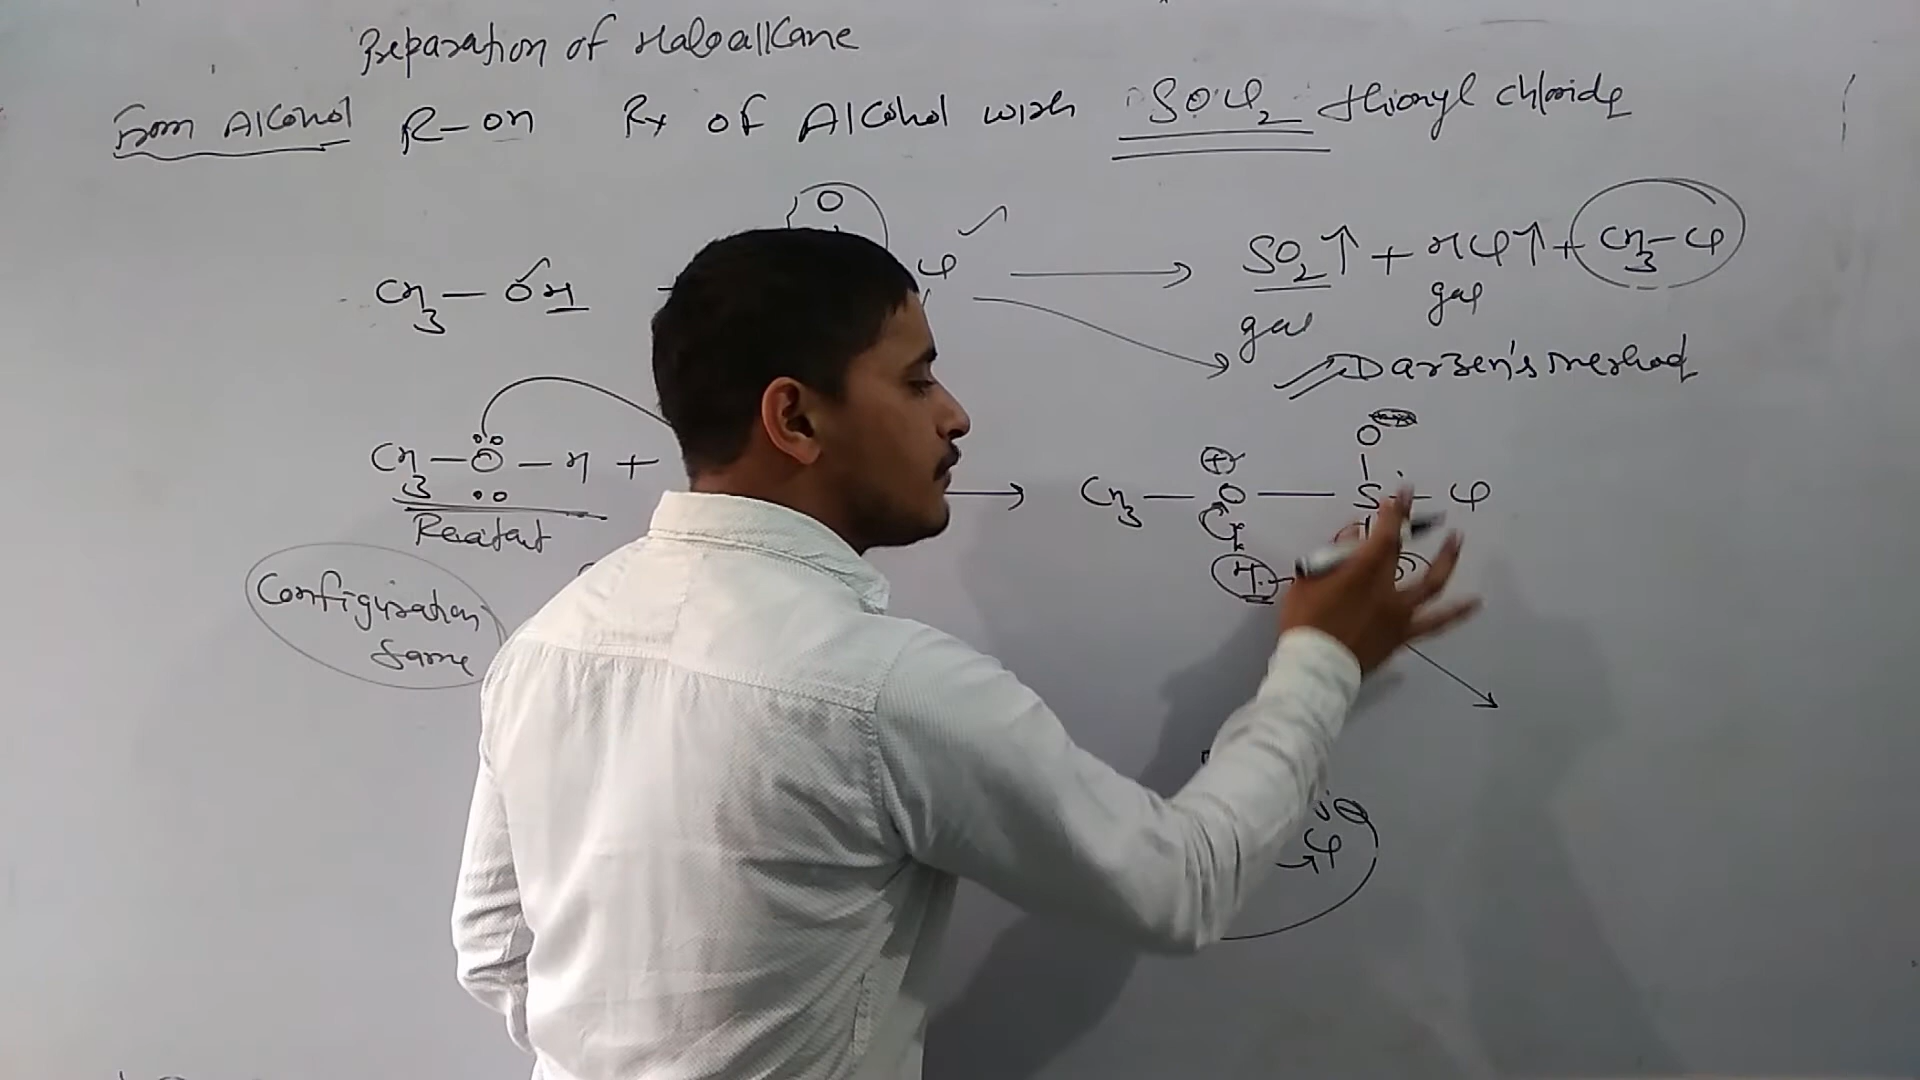 Preparation of Haloalkane
From Alcohol R-OH Rx of Alcohol with SOCl2 thionyl chloride
O
CH3-OH Cl → SO2↑ + HCl↑ + CH3-Cl
gas gas
Darzen's method
O
CH3-O-H + → CH3-O-S-Cl
⊕
Reactant
H
Configuration
Same
Cl